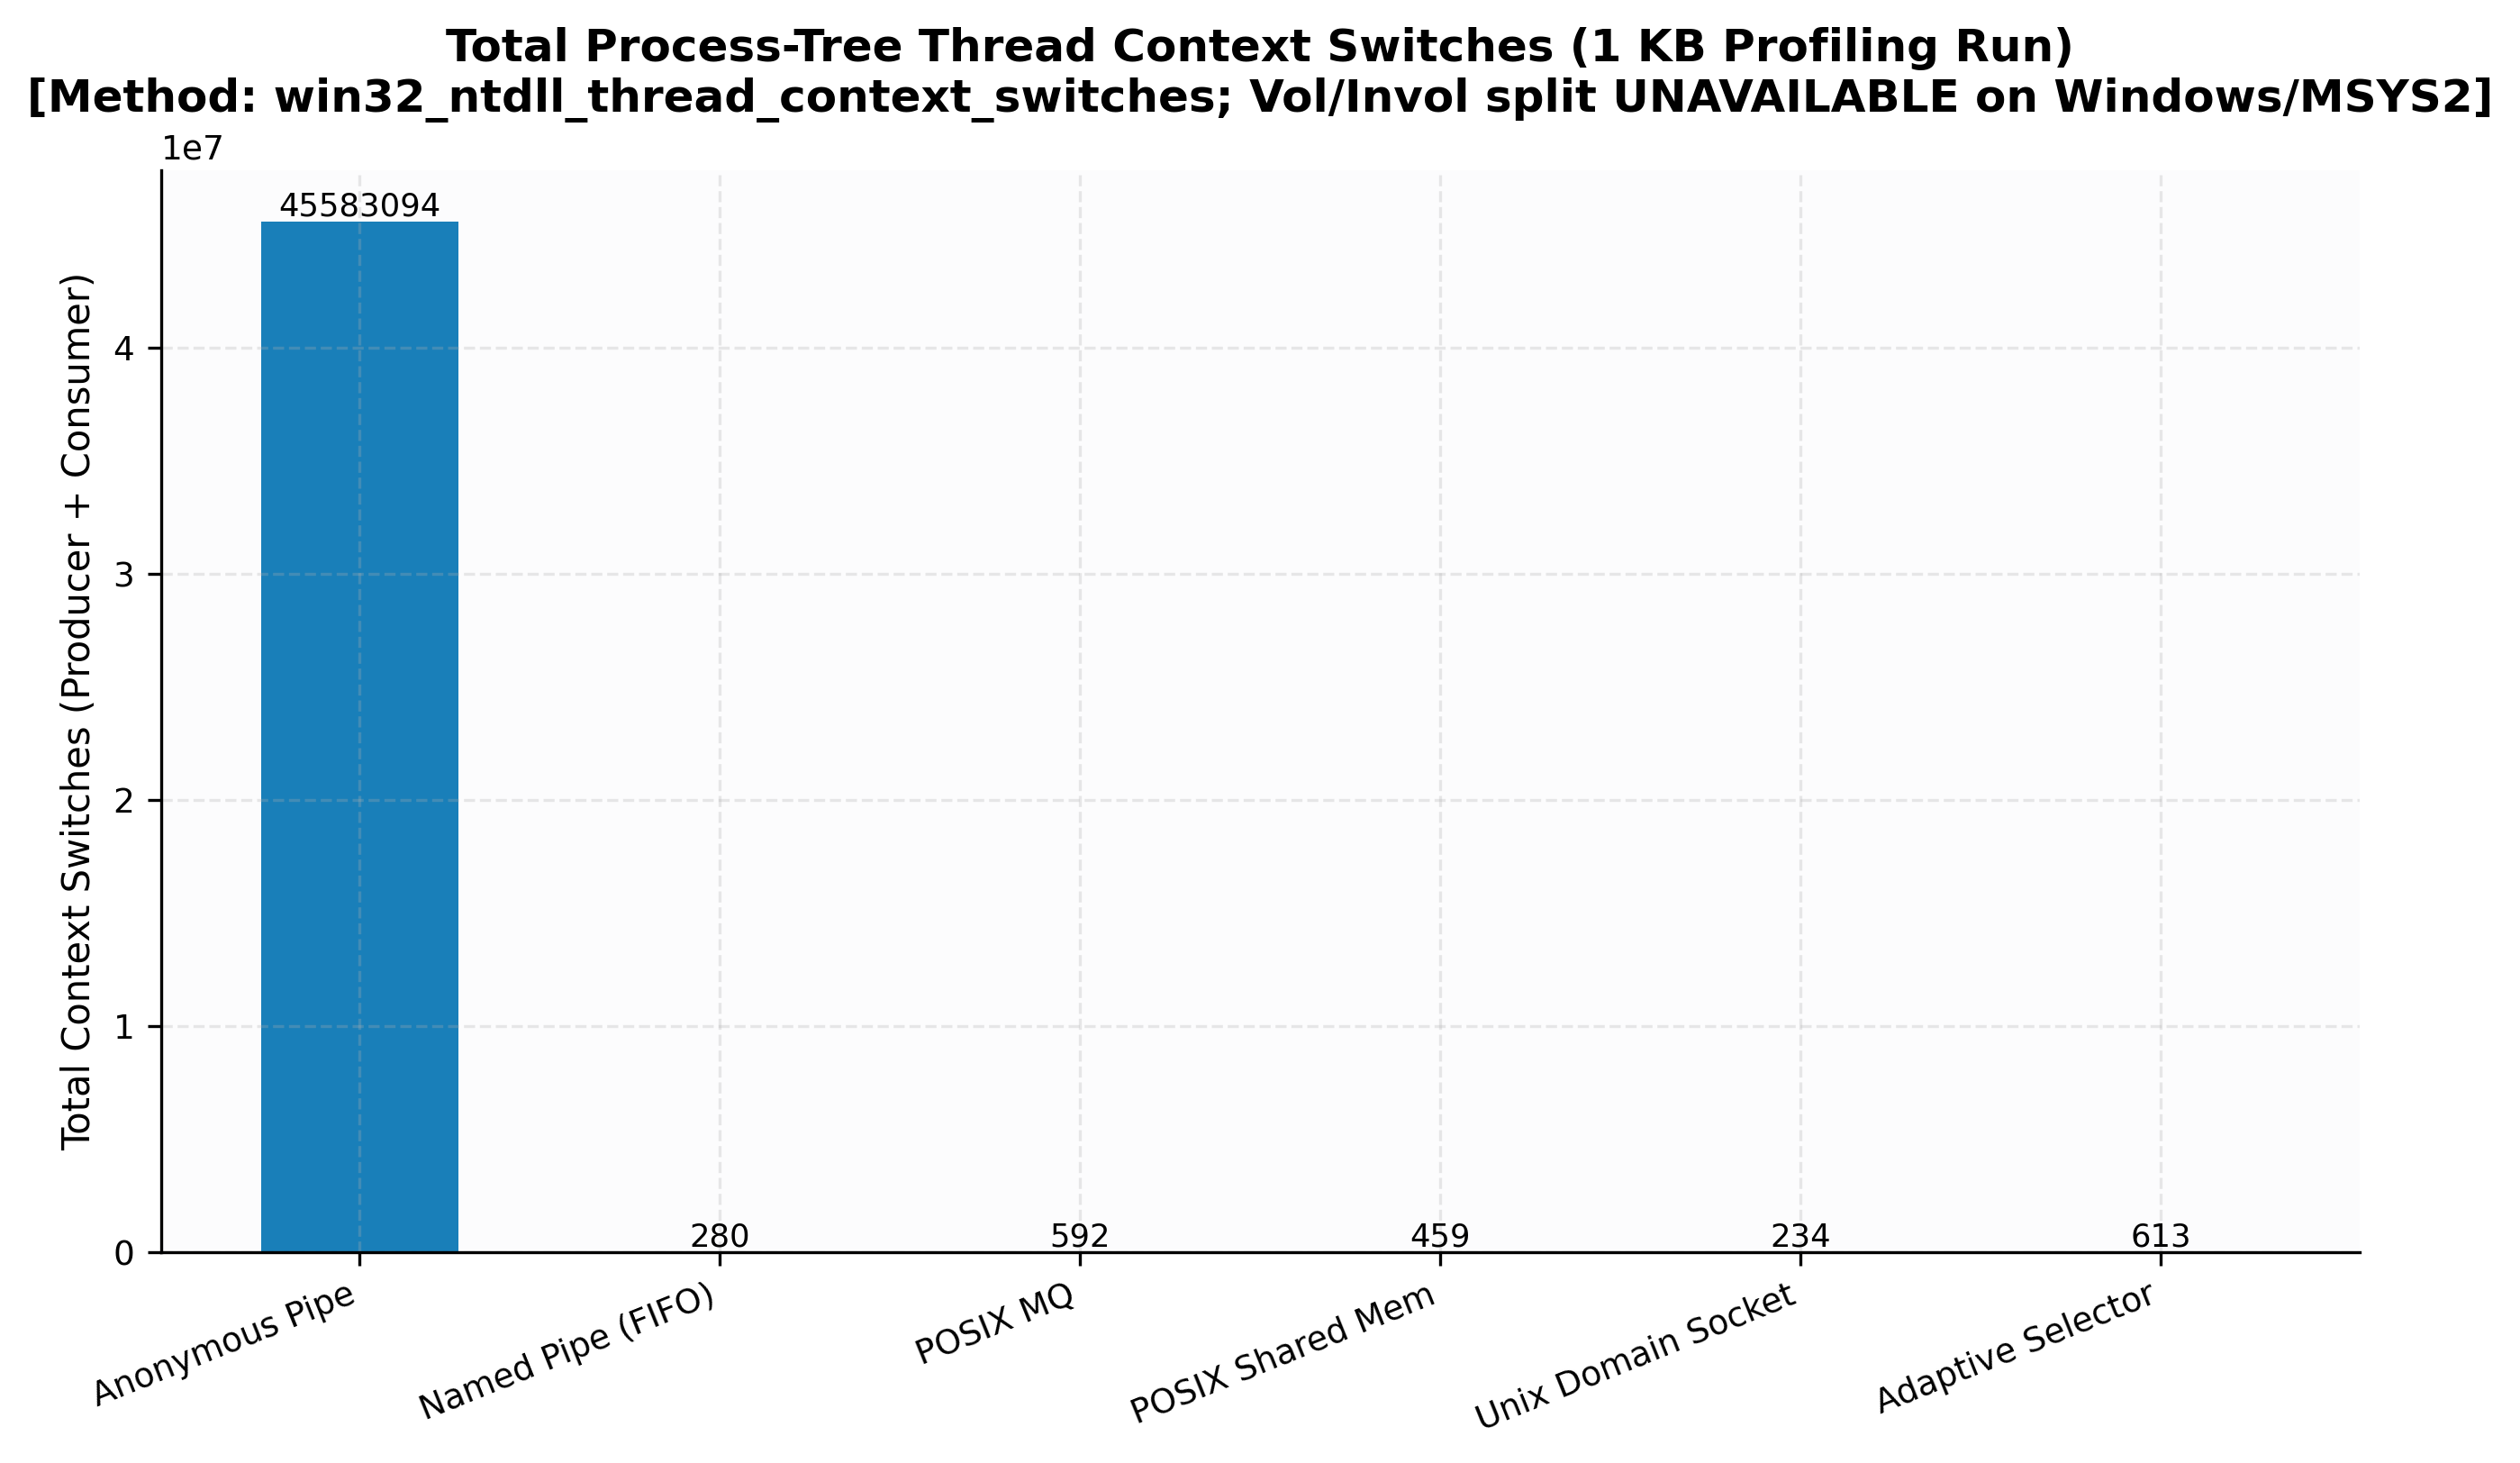 Total Process-Tree Thread Context Switches (1 KB Profiling Run)
[Method: win32_ntdll_thread_context_switches; Vol/Invol split UNAVAILABLE on Windows/MSYS2]
1e7
Total Context Switches (Producer + Consumer)
4
3
2
1
0
45583094
280
592
459
234
613
Anonymous Pipe
Named Pipe (FIFO)
POSIX MQ
POSIX Shared Mem
Unix Domain Socket
Adaptive Selector